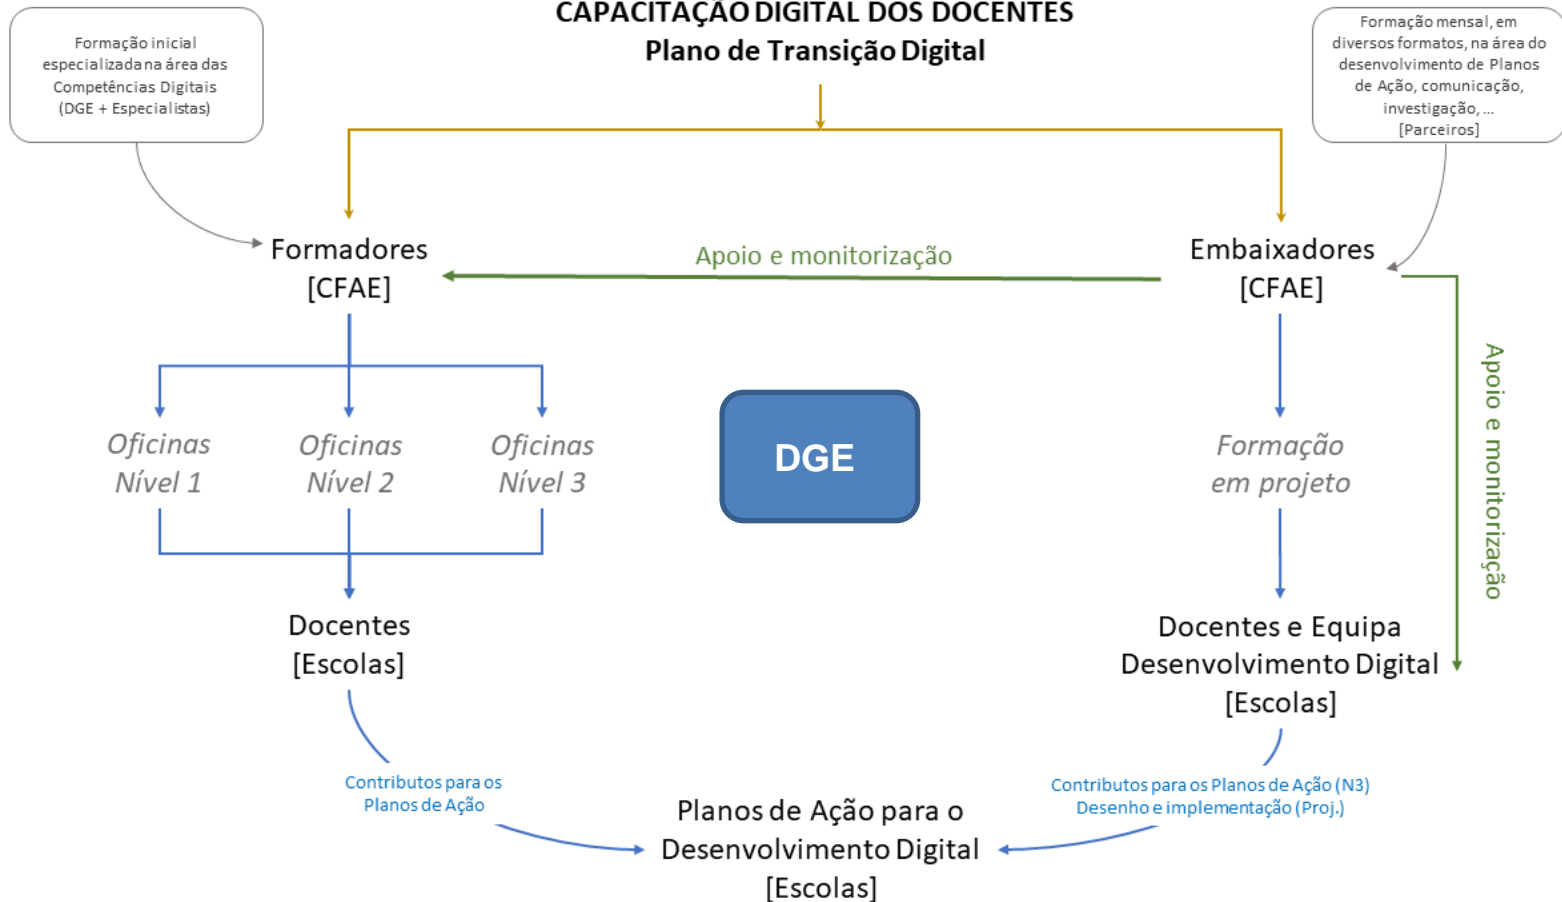 CAPACITAÇÃO DIGITAL DOS DOCENTES
Plano de Transição Digital
Formação inicial
especializada na área das
Competências Digitais
(DGE + Especialistas)
Formação mensal, em
diversos formatos, na área do
desenvolvimento de Planos
de Ação, comunicação,
investigação, ...
[Parceiros]
Formadores
[CFAE]
Apoio e monitorização
Embaixadores
[CFAE]
Apoio e monitorização
Oficinas
Nível 1
Oficinas
Nível 2
Oficinas
Nível 3
DGE
Formação
em projeto
Docentes
[Escolas]
Docentes e Equipa
Desenvolvimento Digital
[Escolas]
Contributos para os
Planos de Ação
Contributos para os Planos de Ação (N3)
Desenho e implementação (Proj.)
Planos de Ação para o
Desenvolvimento Digital
[Escolas]